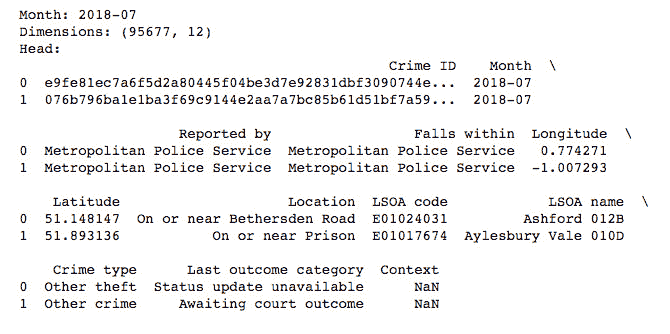 Month: 2018-07
Dimensions: (95677, 12)
Head:
Crime ID Month \
0 e9fe81ec7a6f5d2a80445f04be3d7e92831dbf3090744e... 2018-07
1 076b796ba1e1ba3f69c9144e2aa7a7bc85b61d51bf7a59... 2018-07
Reported by Falls within Longitude \
0 Metropolitan Police Service Metropolitan Police Service 0.774271
1 Metropolitan Police Service Metropolitan Police Service -1.007293
Latitude Location LSOA code LSOA name \
0 51.148147 On or near Bethersden Road E01024031 Ashford 012B
1 51.893136 On or near Prison E01017674 Aylesbury Vale 010D
Crime type Last outcome category Context
0 Other theft Status update unavailable NaN
1 Other crime Awaiting court outcome NaN